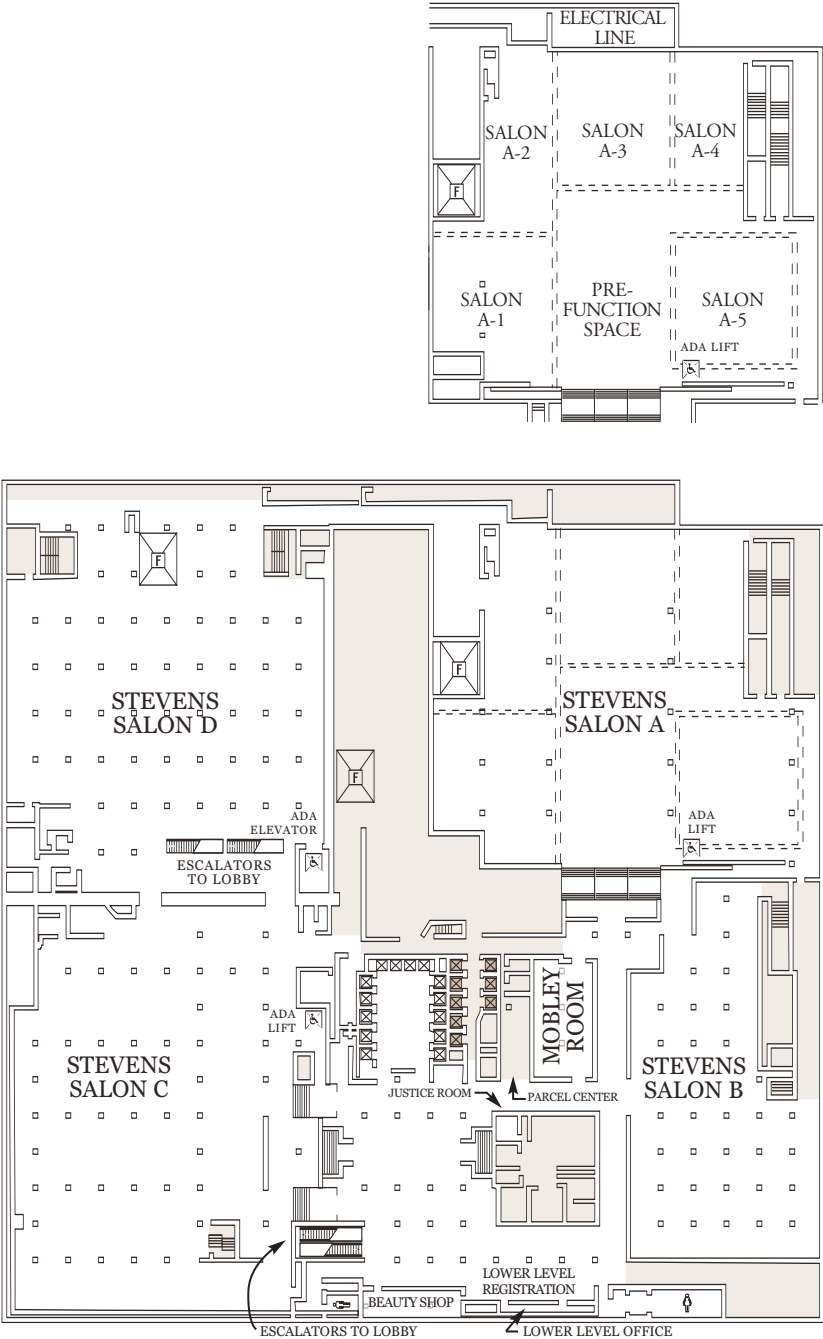 ELECTRICAL
LINE
SALON
A-2
SALON
A-3
SALON
A-4
F
SALON
A-1
PRE-
FUNCTION
SPACE
SALON
A-5
ADA LIFT
F
F
STEVENS
SALON D
STEVENS
SALON A
F
ADA
ELEVATOR
ADA
LIFT
ESCALATORS
TO LOBBY
MOBLEY
ROOM
ADA
LIFT
STEVENS
SALON C
STEVENS
SALON B
JUSTICE ROOM
PARCEL CENTER
LOWER LEVEL
REGISTRATION
BEAUTY SHOP
ESCALATORS TO LOBBY
LOWER LEVEL OFFICE